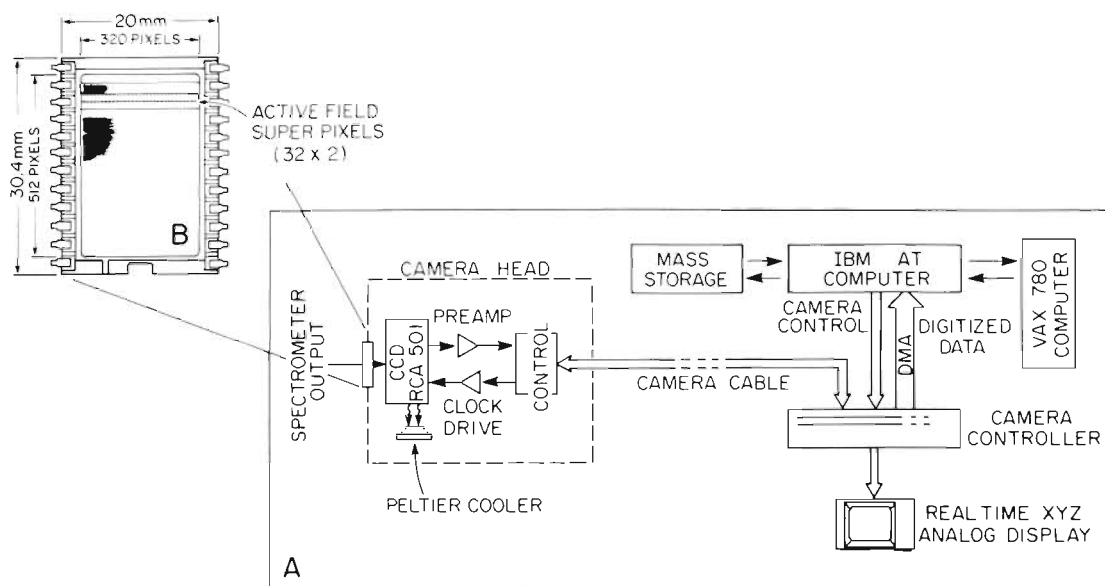 20mm
320 PIXELS
30.4mm
512 PIXELS
ACTIVE FIELD
SUPER PIXELS
(32 x 2)
B
CAMERA HEAD
MASS
STORAGE
IBM AT
COMPUTER
VAX 780
COMPUTER
SPECTROMETER
OUTPUT
CCD
RCA 501
PREAMP
CLOCK
DRIVE
CONTROL
CAMERA
CONTROL
DMA
DIGITIZED
DATA
CAMERA CABLE
CAMERA
CONTROLLER
PELTIER COOLER
REAL TIME XYZ
ANALOG DISPLAY
A